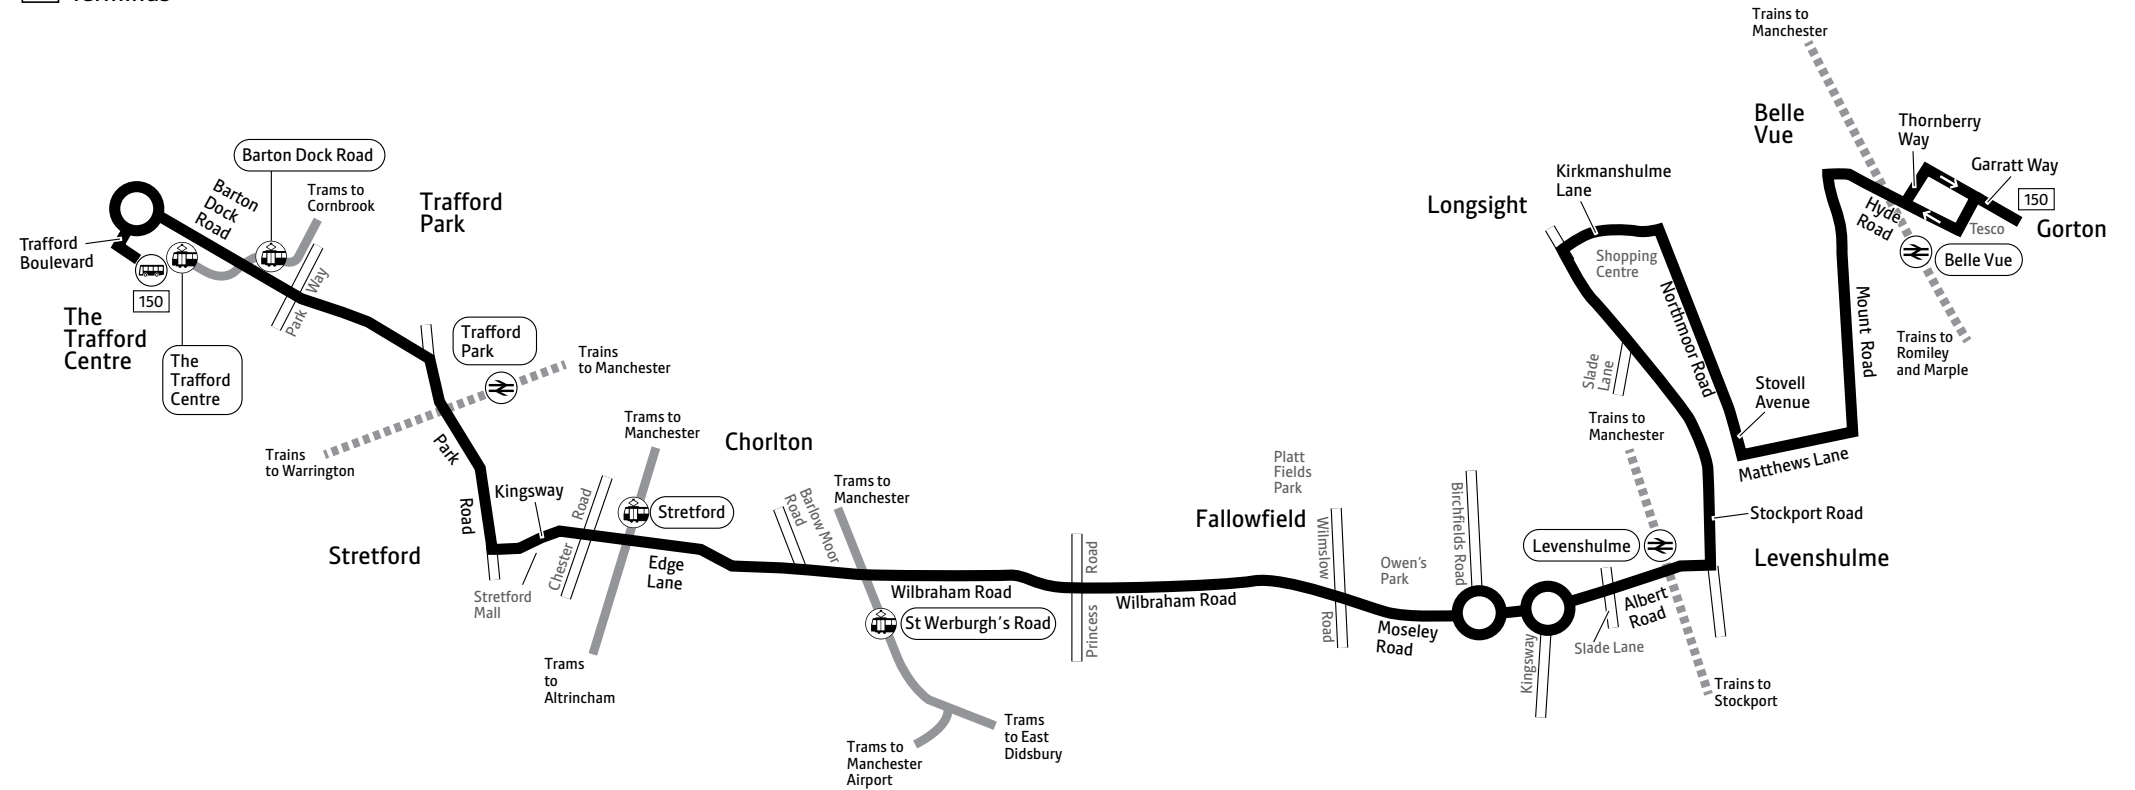 Terminus
Trains to
Manchester
Belle
Vue
Thornberry
Way
Garratt Way
150
Gorton
Tesco
Hyde
Road
Belle Vue
Trains to
Romiley
and Marple
Mount Road
Barton Dock Road
Barton
Dock
Road
Trams to
Cornbrook
Trafford
Park
Trafford
Boulevard
150
The
Trafford
Centre
The
Trafford
Centre
Park Way
Trafford
Park
Trains
to Manchester
Trains
to Warrington
Park
Road
Kingsway
Stretford
Stretford
Mall
Chester Road
Trams to
Manchester
Stretford
Chorlton
Edge
Lane
Trams
to
Altrincham
Barlow Moor
Road
Trams to
Manchester
Wilbraham Road
St Werburgh's Road
Trams to
Manchester
Airport
Trams
to East
Didsbury
Princess Road
Wilbraham Road
Platt
Fields
Park
Fallowfield
Wilmslow Road
Owen's
Park
Moseley
Road
Birchfields Road
Kingsway
Levenshulme
Slade Lane
Albert
Road
Trains to
Manchester
Trains to
Stockport
Levenshulme
Stockport Road
Longsight
Kirkmanshulme
Lane
Shopping
Centre
Slade
Lane
Northmoor Road
Stovell
Avenue
Matthews Lane